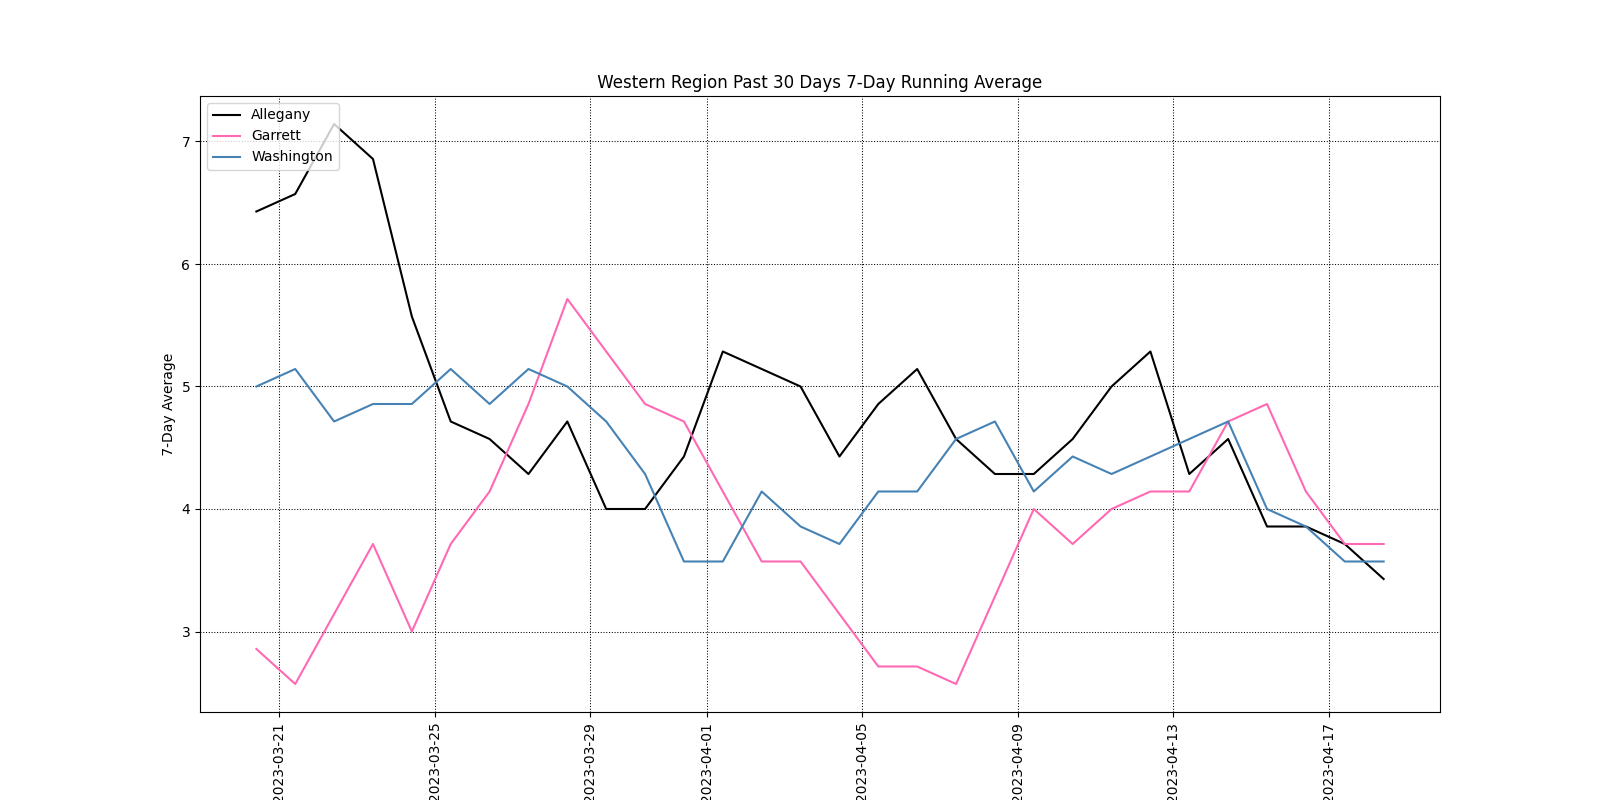 Western Region Past 30 Days 7-Day Running Average
Allegany
Garrett
Washington
7-Day Average
7
6
5
4
3
2023-03-21
2023-03-25
2023-03-29
2023-04-01
2023-04-05
2023-04-09
2023-04-13
2023-04-17